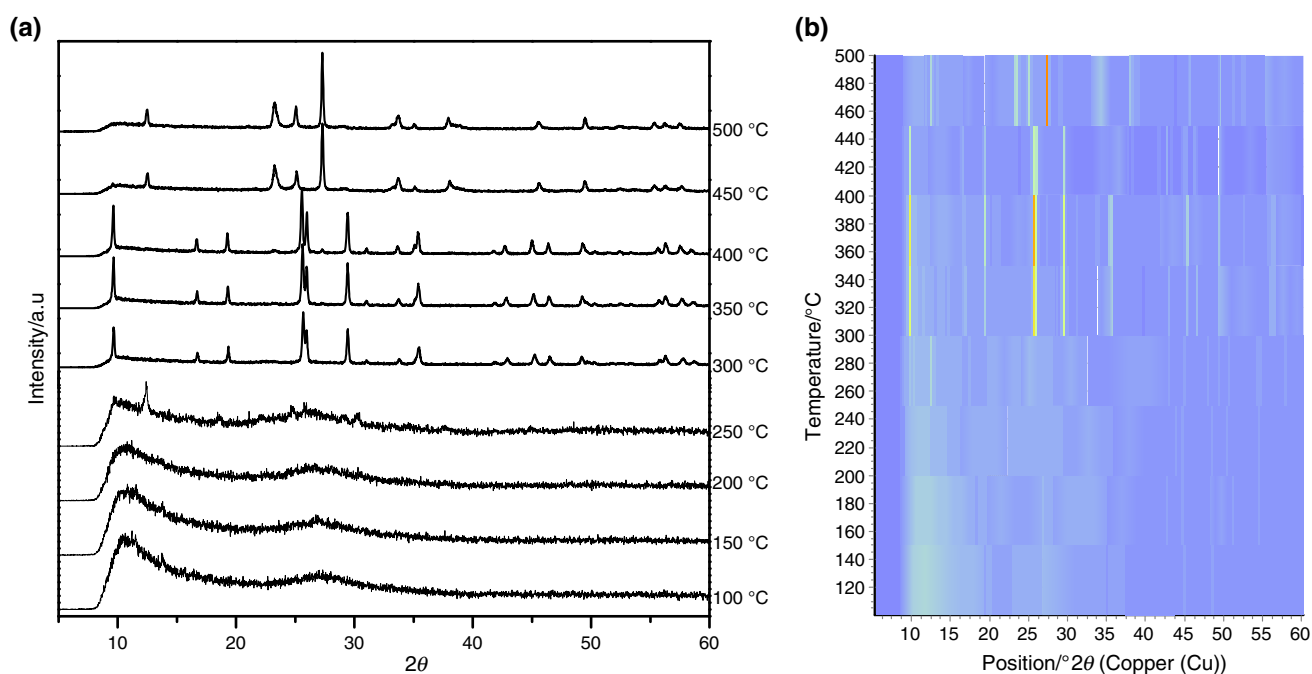 (a)
500 °C
450 °C
400 °C
350 °C
300 °C
250 °C
200 °C
150 °C
100 °C
Intensity/a.u
10 20 30 40 50 60
2θ
(b)
500
480
460
440
420
400
380
360
340
320
300
280
260
240
220
200
180
160
140
120
Temperature/°C
10 15 20 25 30 35 40 45 50 55 60
Position/°2θ (Copper (Cu))